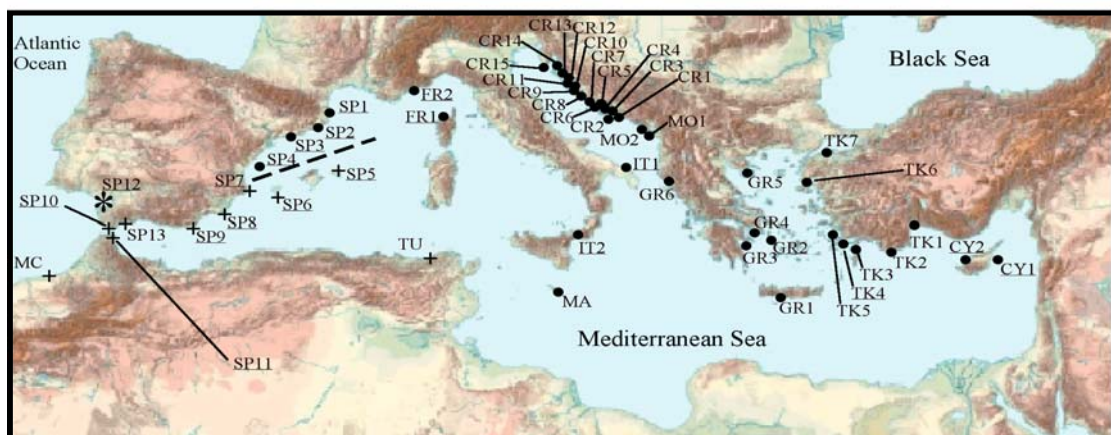 Atlantic
Ocean
Black Sea
Mediterranean Sea
CR13
CR12
CR10
CR7
CR5
CR4
CR3
CR1
CR14
CR15
CR11
CR9
CR8
CR6
CR2
MO2
MO1
FR2
FR1
SP1
SP2
SP3
SP4
SP5
SP7
SP6
SP12
SP10
SP13
SP9
SP8
MC
SP11
TU
IT1
IT2
MA
GR6
GR5
GR4
GR2
GR3
GR1
TK7
TK6
TK1
TK2
TK3
TK4
TK5
CY2
CY1